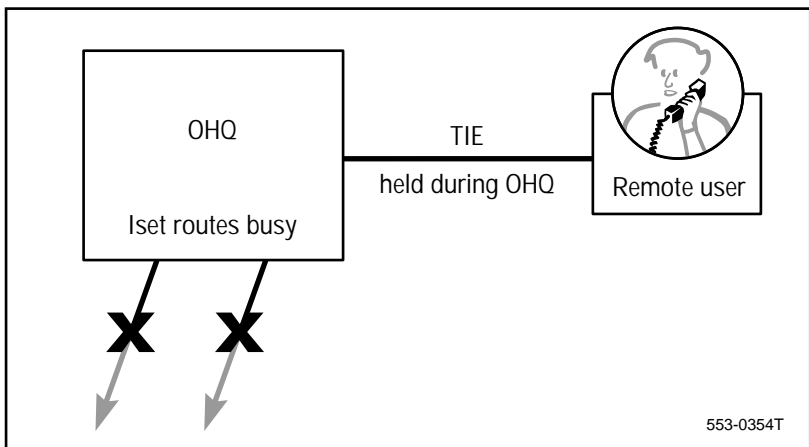 OHQ
Iset routes busy
TIE
held during OHQ
Remote user
553-0354T